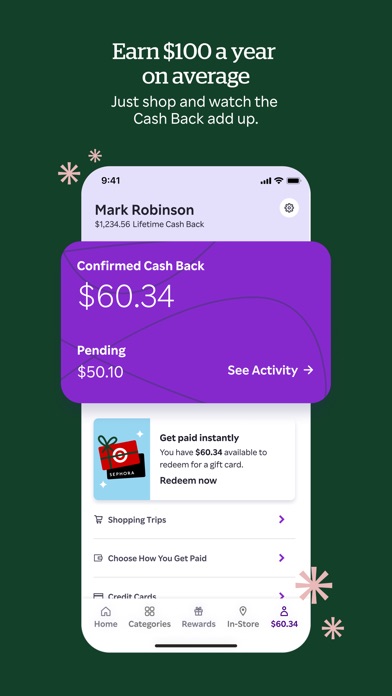 Earn $100 a year
on average
Just shop and watch the
Cash Back add up.
9:41
Mark Robinson
$1,234.56 Lifetime Cash Back
Confirmed Cash Back
$60.34
Pending
$50.10
See Activity
SEPHORA
Get paid instantly
You have $60.34 available to
redeem for a gift card.
Redeem now
Shopping Trips
Choose How You Get Paid
Credit Cards
Home Categories Rewards In-Store $60.34